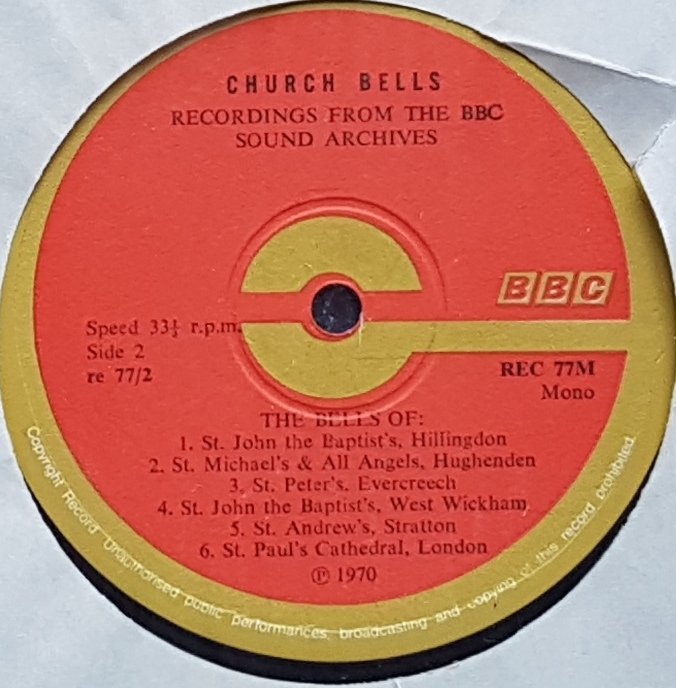 CHURCH BELLS
RECORDINGS FROM THE BBC
SOUND ARCHIVES
BBC
Speed 33⅓ r.p.m.
Side 2
re 77/2
REC 77M
Mono
THE BELLS OF:
1. St. John the Baptist's, Hillingdon
2. St. Michael's & All Angels, Hughenden
3. St. Peter's, Evercreech
4. St. John the Baptist's, West Wickham
5. St. Andrew's, Stratton
6. St. Paul's Cathedral, London
℗ 1970
Copyright Record Unauthorised public performances, broadcasting and copying of this record prohibited.